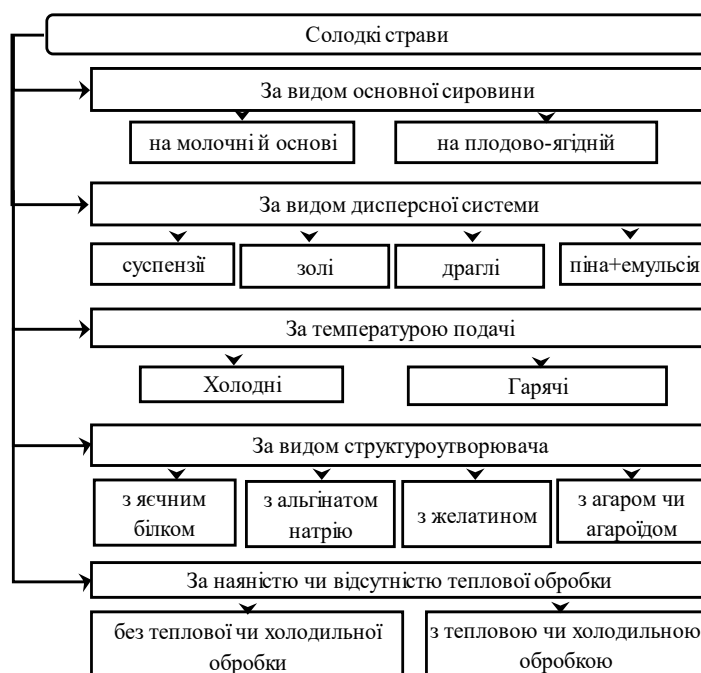 Солодкі страви
За видом основної сировини
на молочній основі
на плодово-ягідній
За видом дисперсної системи
суспензії
золі
драглі
піна+емульсія
За температурою подачі
Холодні
Гарячі
За видом структуроутворювача
з яєчним
білком
з альгінатом
натрію
з желатином
з агаром чи
агароїдом
За наяністю чи відсутністю теплової обробки
без теплової чи холодильної
обробки
з тепловою чи холодильною
обробкою